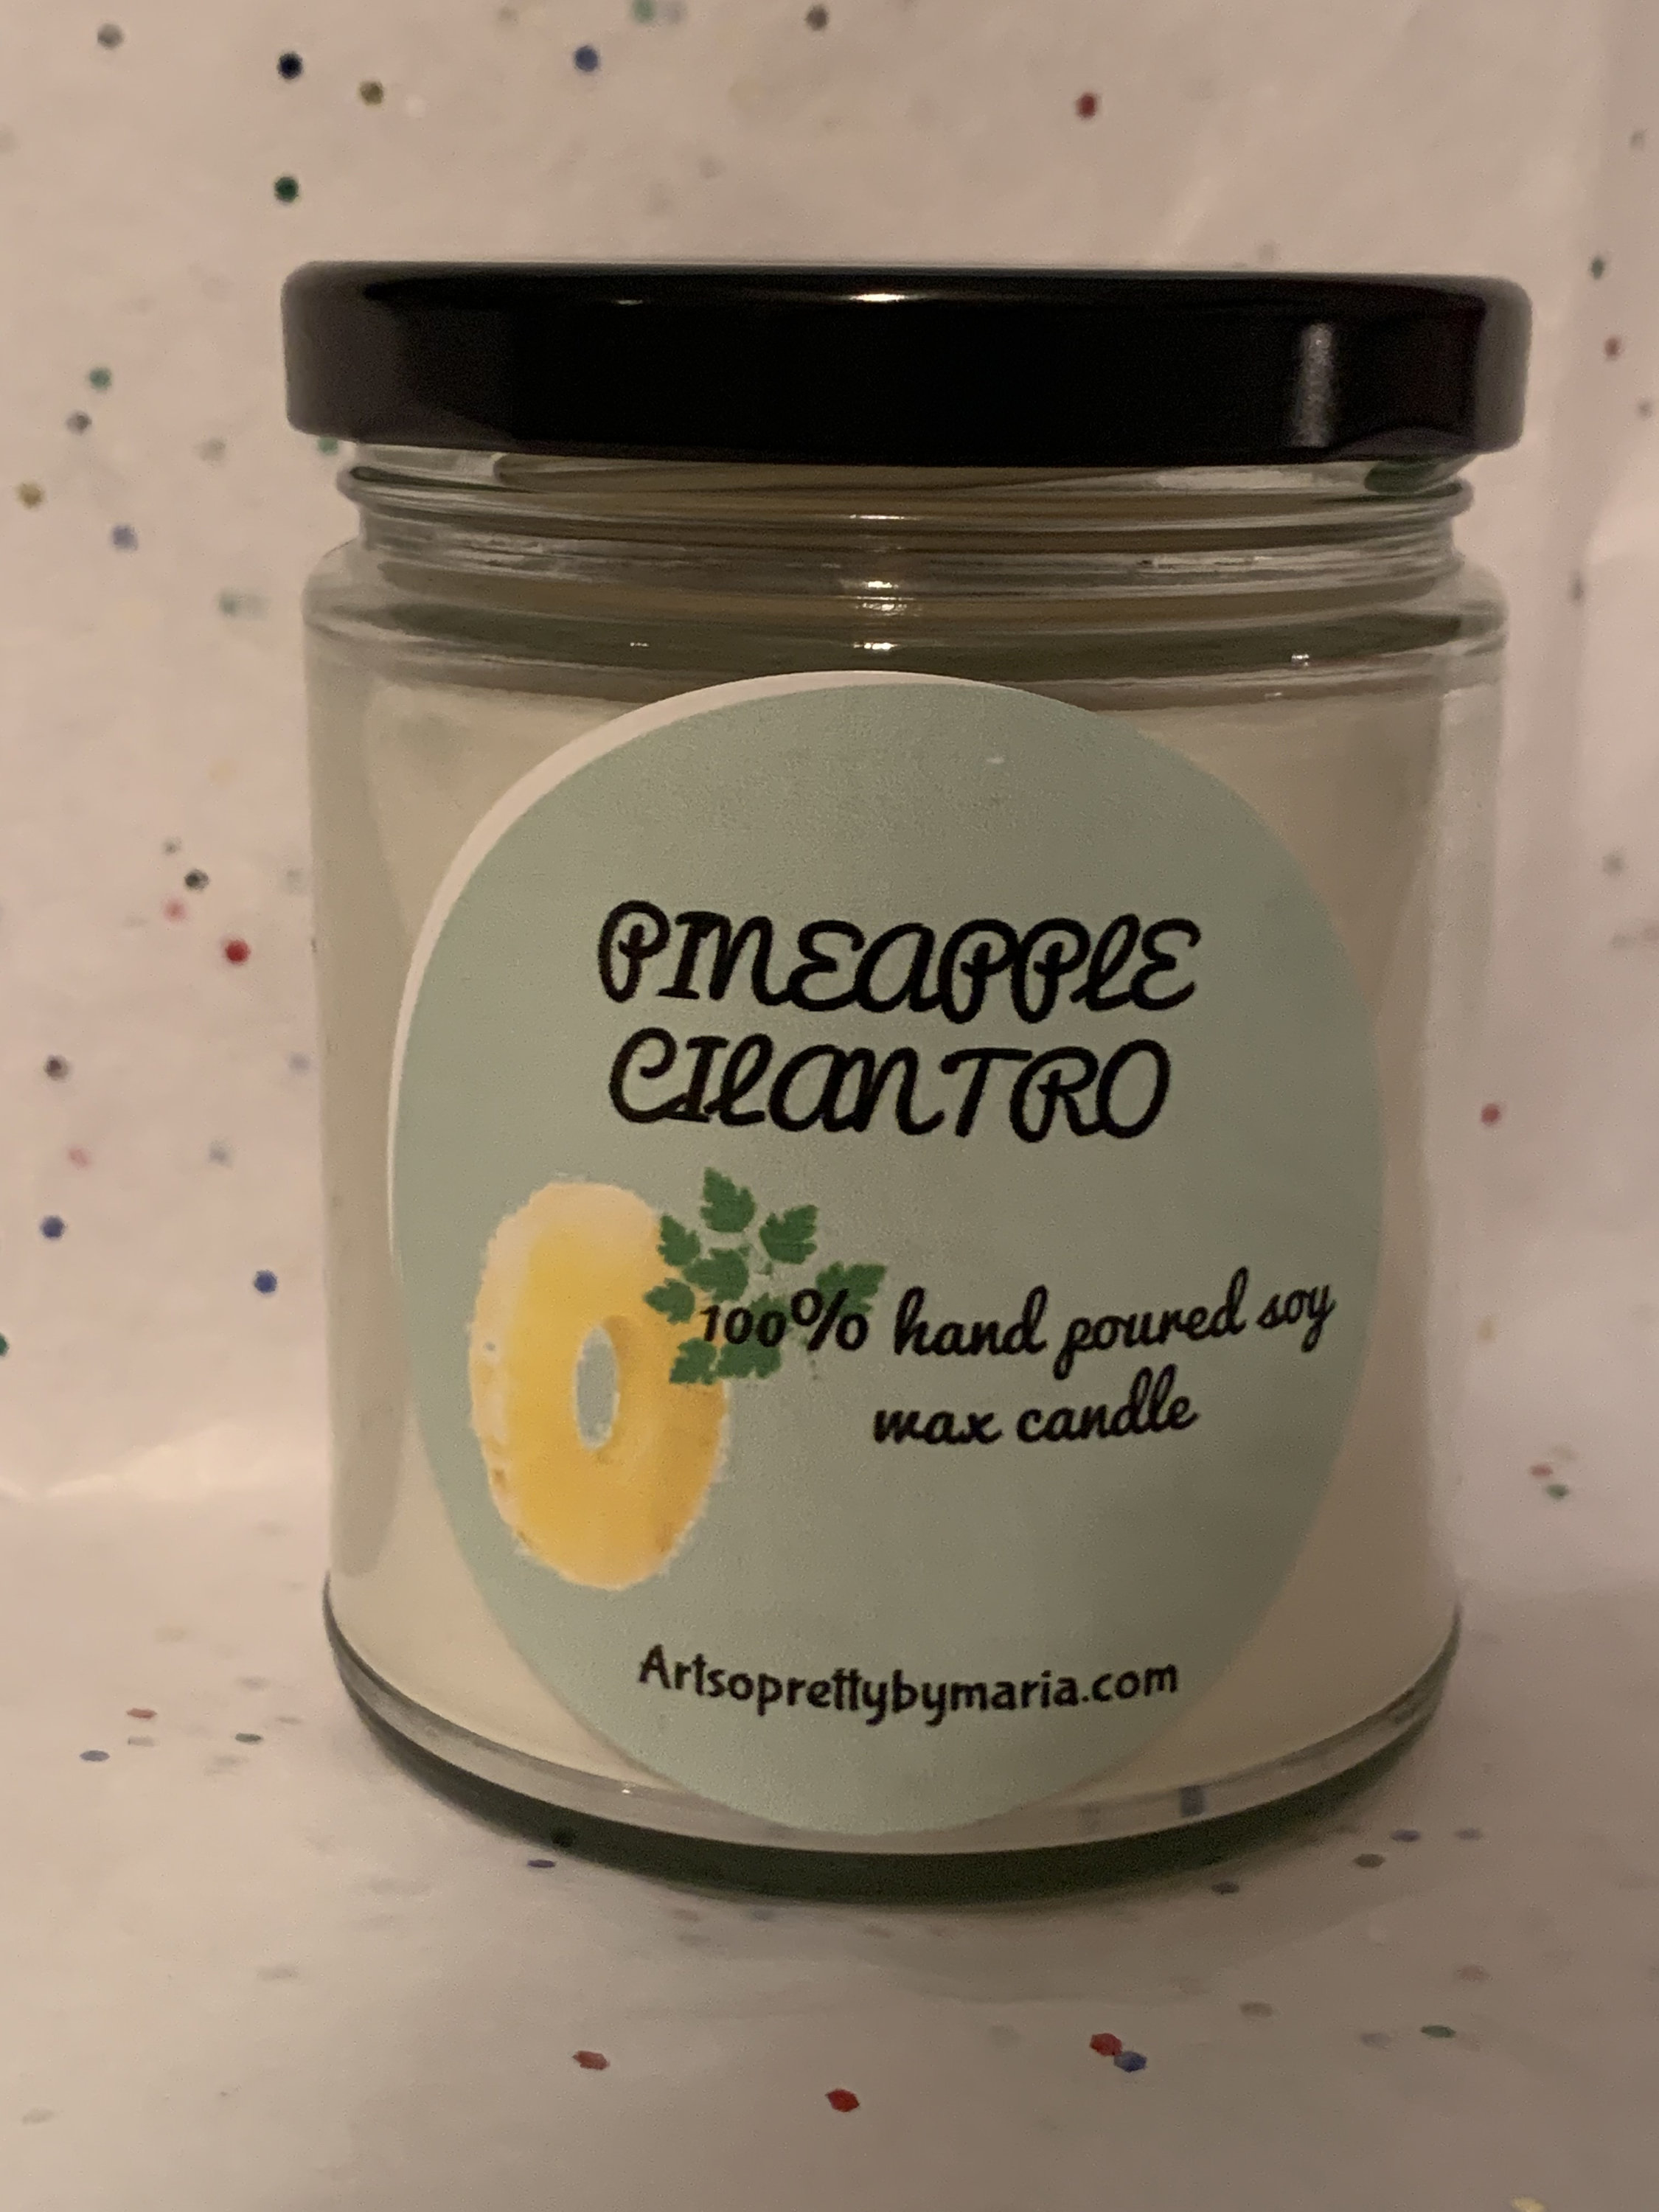 PINEAPPLE
CILANTRO
100% hand poured soy
wax candle
Artsoprettybymaria.com